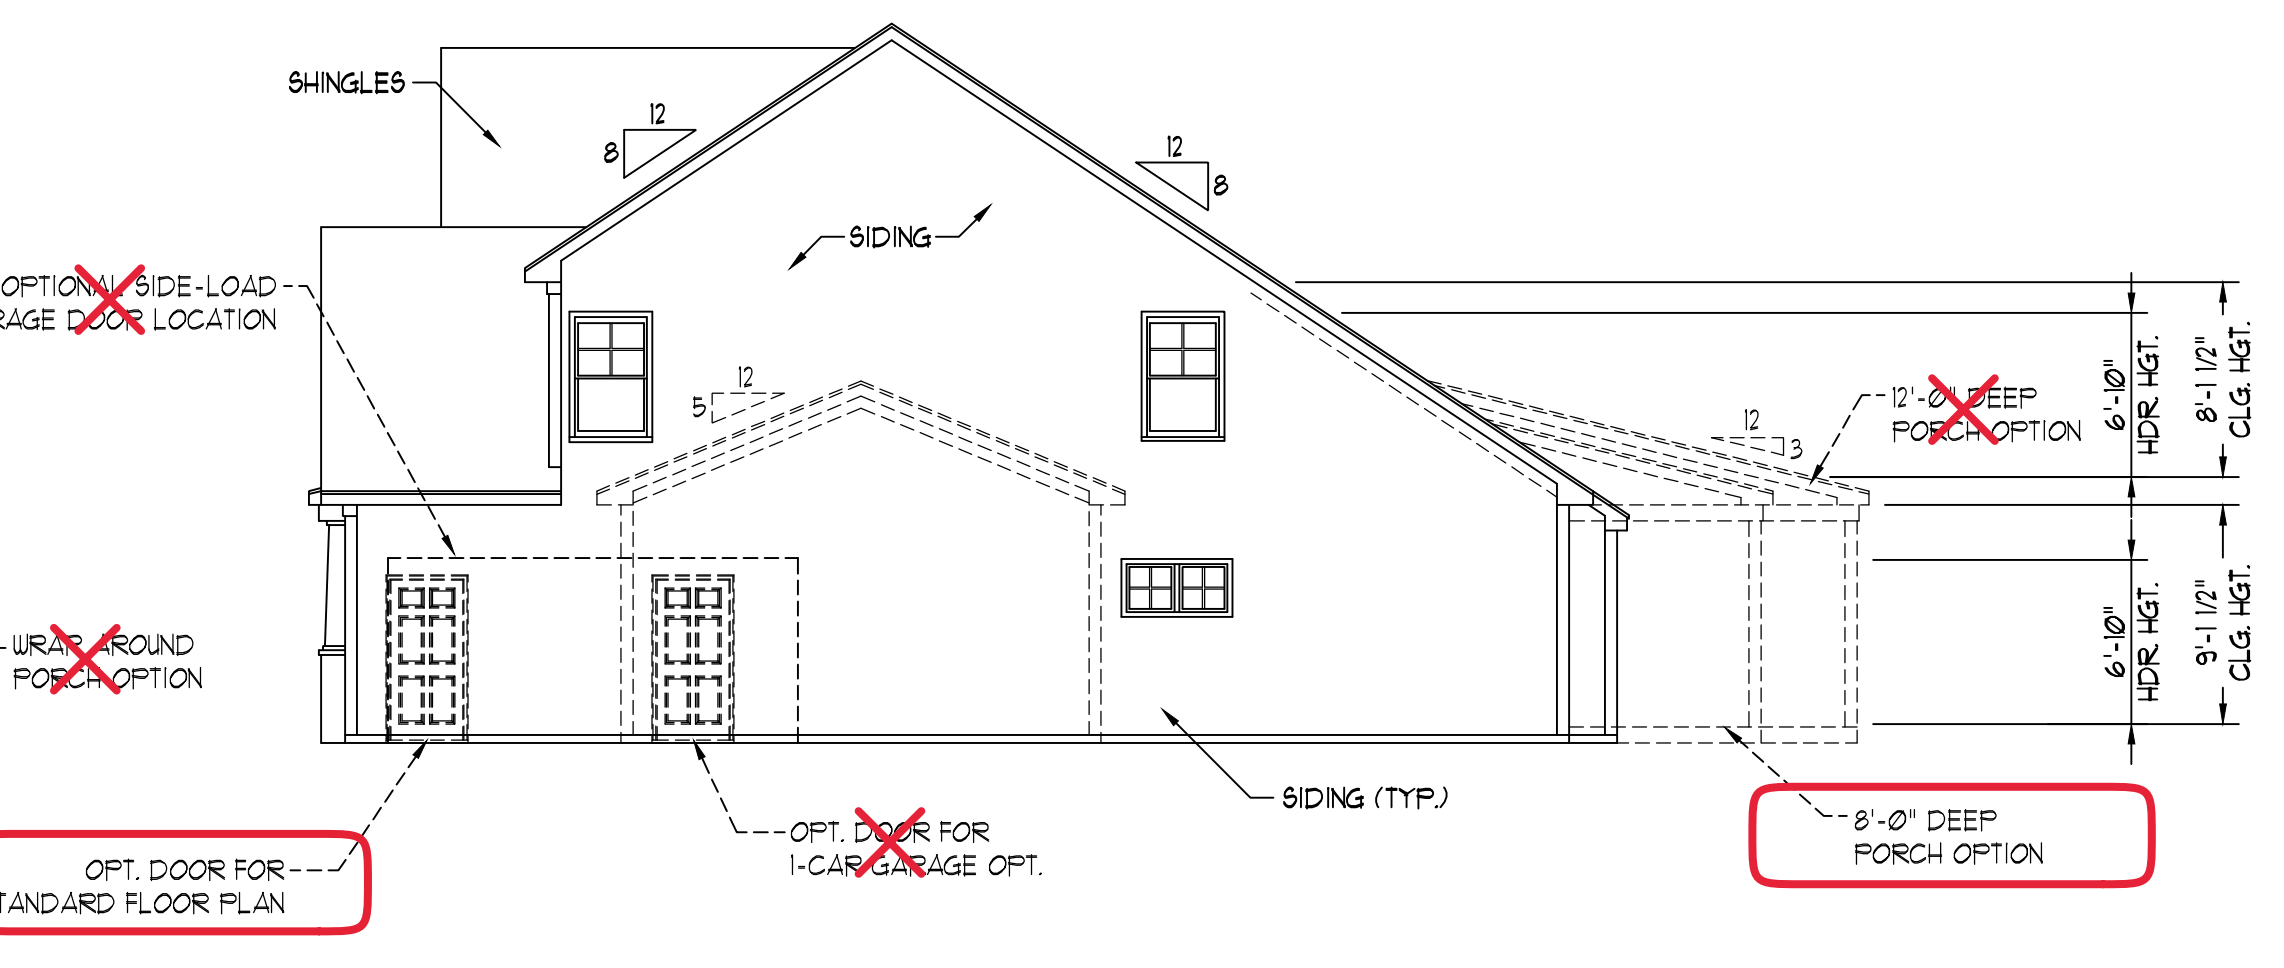 SHINGLES
12
8
12
8
SIDING
OPTIONAL SIDE-LOAD
RAGE DOOR LOCATION
12
5
12
3
12'-0" DEEP
PORCH OPTION
6'-10"
HDR. HGT.
8'-1 1/2"
CLG. HGT.
WRAP AROUND
PORCH OPTION
6'-10"
HDR. HGT.
9'-1 1/2"
CLG. HGT.
SIDING (TYP.)
OPT. DOOR FOR
1-CAR GARAGE OPT.
8'-0" DEEP
PORCH OPTION
OPT. DOOR FOR
TANDARD FLOOR PLAN